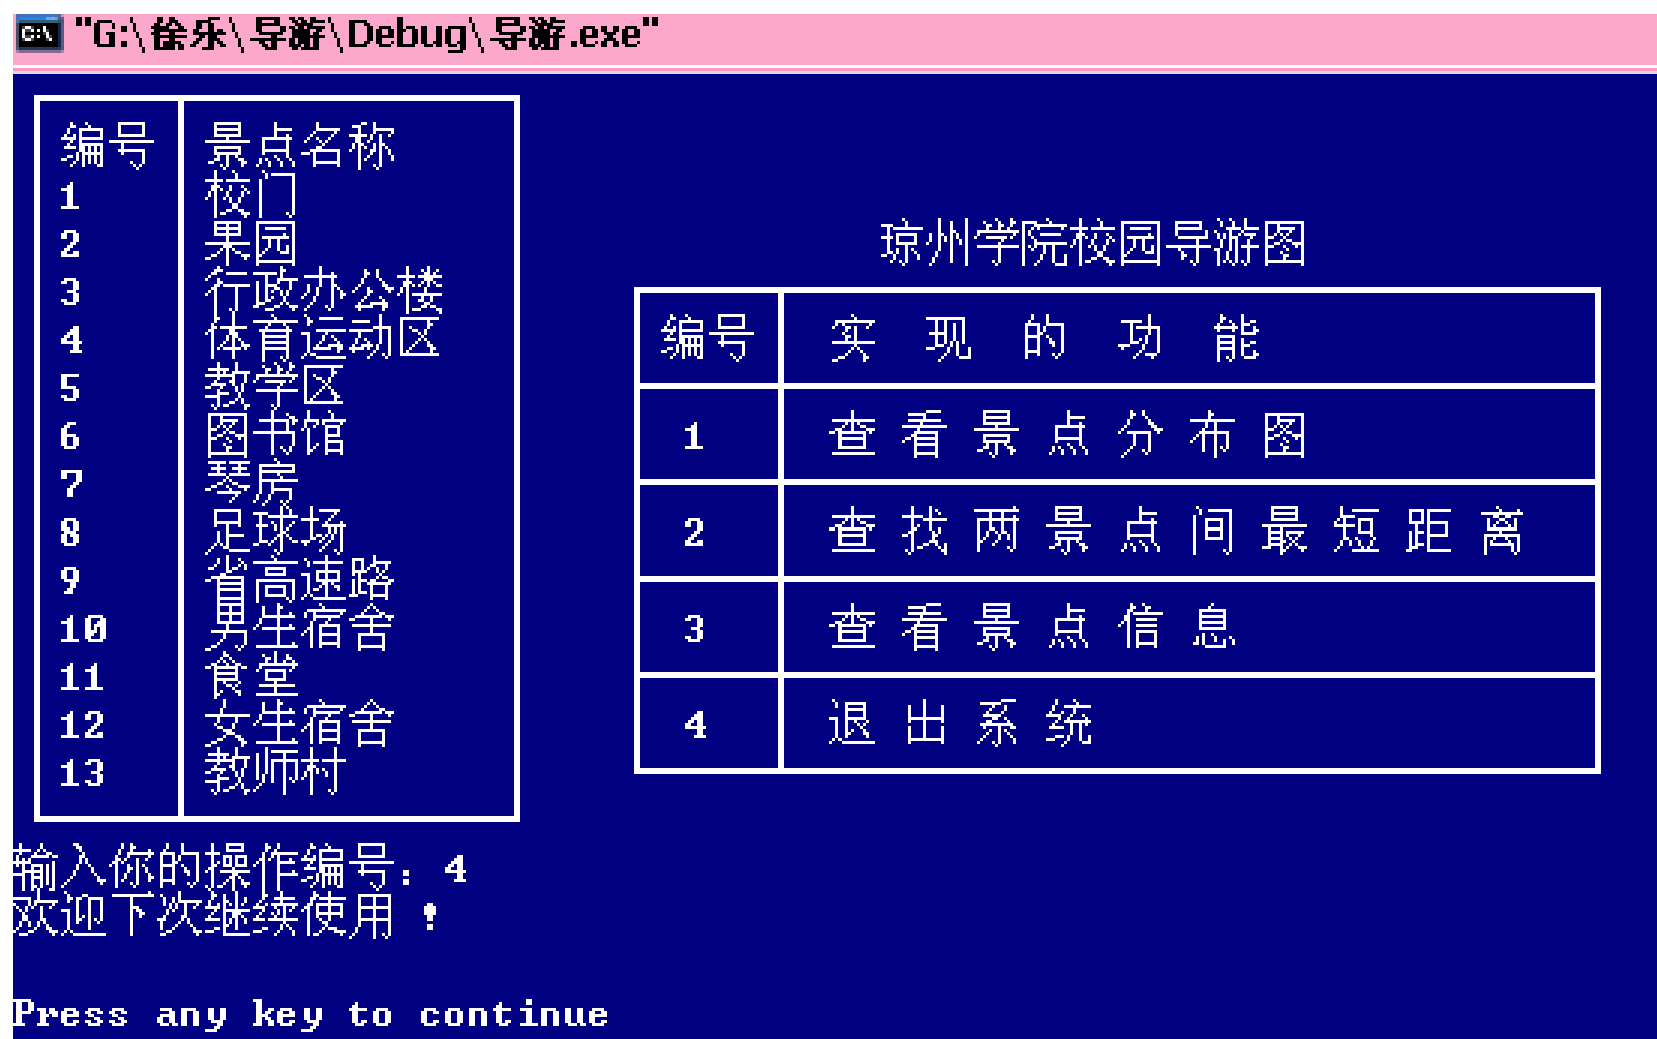 "G:\徐乐\导游\Debug\导游.exe"
编号 景点名称
1 校门
2 果园
3 行政办公楼
4 体育运动区
5 教学区
6 图书馆
7 琴房
8 足球场
9 省高速路
10 男生宿舍
11 食堂
12 女生宿舍
13 教师村
琼州学院校园导游图
编号 实 现 的 功 能
1 查 看 景 点 分 布 图
2 查 找 两 景 点 间 最 短 距 离
3 查 看 景 点 信 息
4 退 出 系 统
输入你的操作编号：4
欢迎下次继续使用 !
Press any key to continue